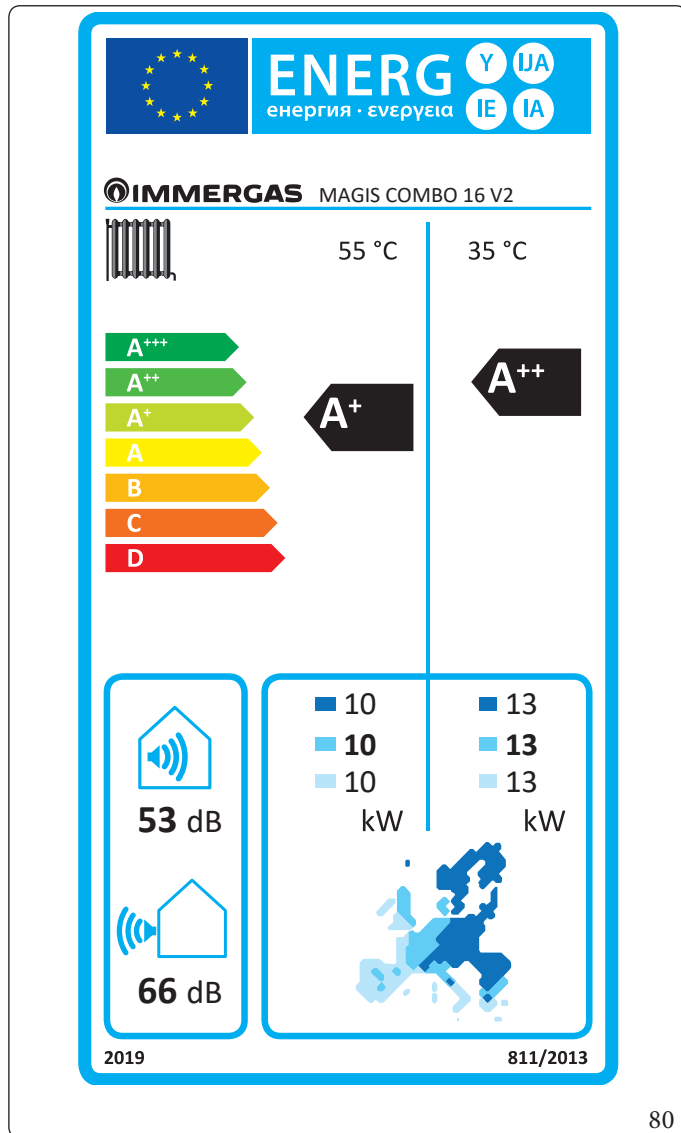 ENERG Y IJA
енергия · ενεργεια IE IA
IMMERGAS MAGIS COMBO 16 V2
55 °C 35 °C
A+++
A++
A+
A
B
C
D
A+
A++
10 13
10 13
10 13
kW kW
53 dB
66 dB
2019 811/2013
80